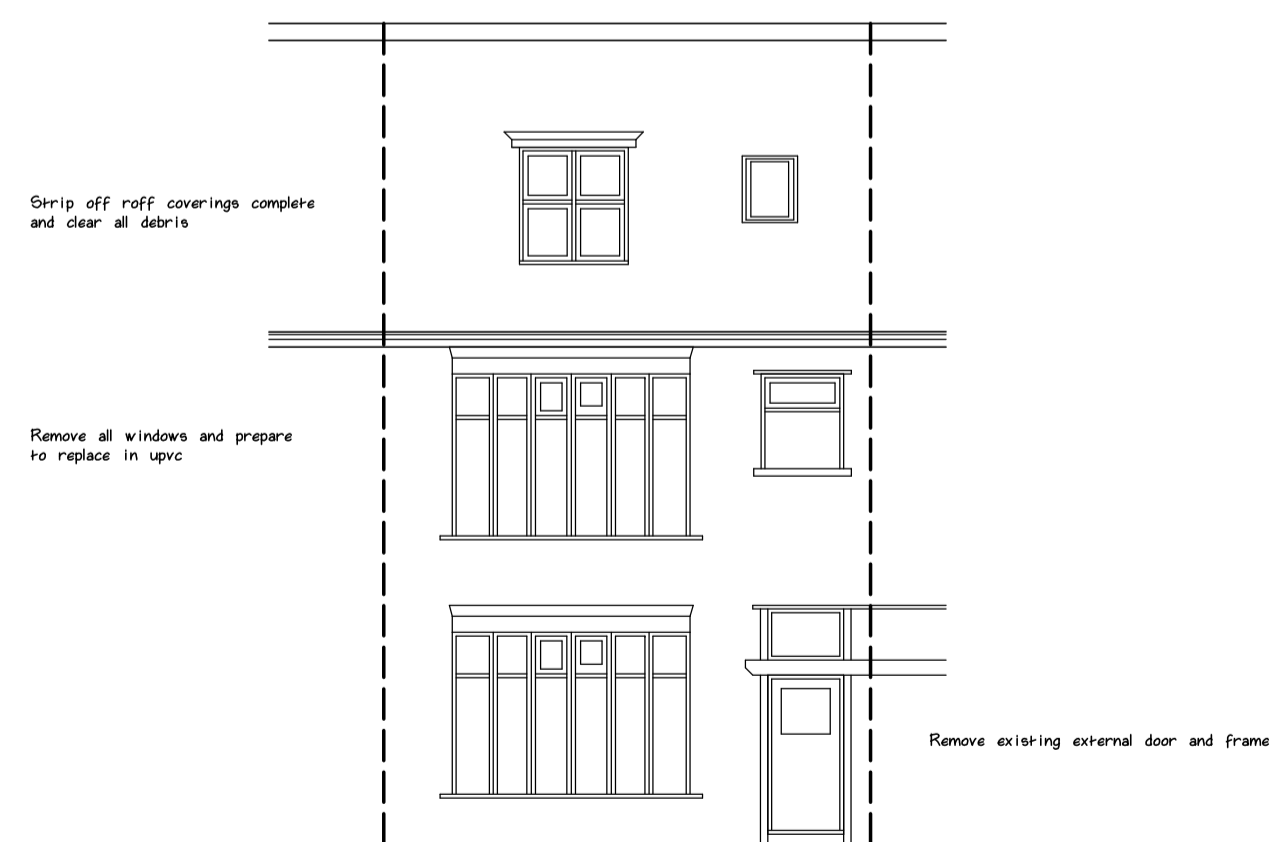 Strip off roff coverings complete
and clear all debris
Remove all windows and prepare
to replace in upvc
Remove existing external door and frame